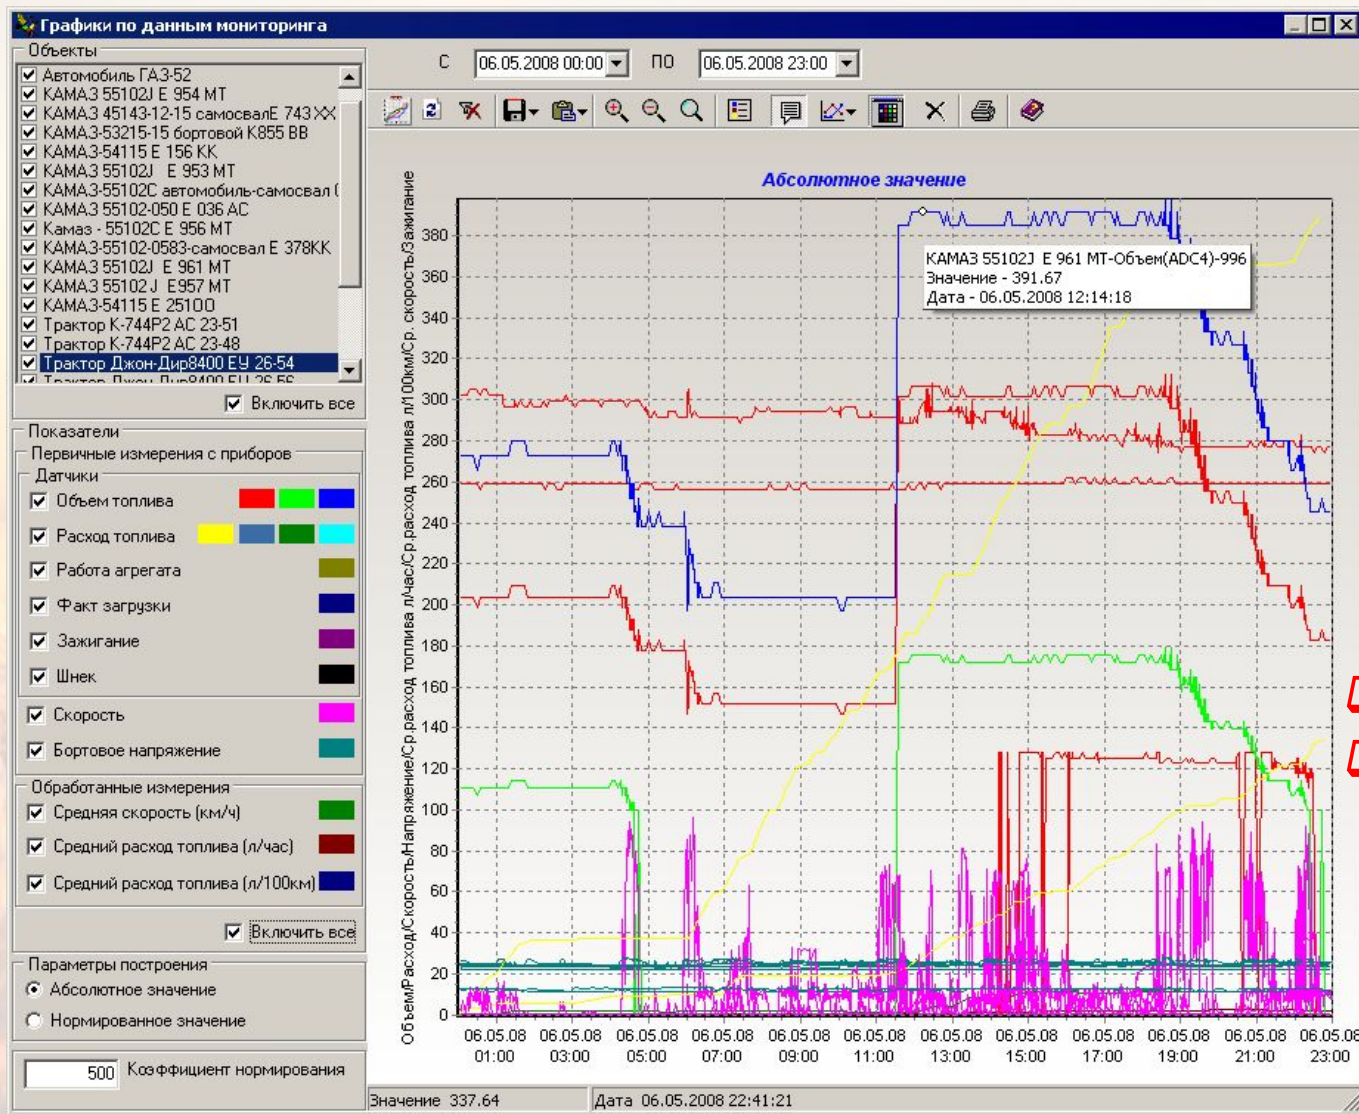 Графики по данным мониторинга
Объекты
Автомобиль ГАЗ-52
КАМАЗ 55102J Е 954 МТ
КАМАЗ 45143-12-15 самосвалЕ 743 ХХ
КАМАЗ-53215-15 бортовой К855 ВВ
КАМАЗ-54115 Е 156 КК
КАМАЗ 55102J Е 953 МТ
КАМАЗ-55102С автомобиль-самосвал
КАМАЗ 55102-050 Е 036 АС
Камаз - 55102С Е 956 МТ
КАМАЗ-55102-0583-самосвал Е 378КК
КАМАЗ 55102J Е 961 МТ
КАМАЗ 55102 J Е957 МТ
КАМАЗ-54115 Е 251ОО
Трактор К-744Р2 АС 23-51
Трактор К-744Р2 АС 23-48
Трактор Джон-Дир8400 ЕУ 26-54
Включить все
Показатели
Первичные измерения с приборов
Датчики
Объем топлива
Расход топлива
Работа агрегата
Факт загрузки
Зажигание
Шнек
Скорость
Бортовое напряжение
Обработанные измерения
Средняя скорость (км/ч)
Средний расход топлива (л/час)
Средний расход топлива (л/100км)
Включить все
Параметры построения
Абсолютное значение
Нормированное значение
500 Коэффициент нормирования
С 06.05.2008 00:00 ПО 06.05.2008 23:00
Абсолютное значение
Объем/Расход/Скорость/Напряжение/Ср.расход топлива л/час/Ср.расход топлива л/100км/Ср. скорость/Зажигание
380
360
340
320
300
280
260
240
220
200
180
160
140
120
100
80
60
40
20
0
КАМАЗ 55102J Е 961 МТ-Объем(ADC4)-996
Значение - 391.67
Дата - 06.05.2008 12:14:18
06.05.08 06.05.08 06.05.08 06.05.08 06.05.08 06.05.08 06.05.08 06.05.08 06.05.08 06.05.08 06.05.08 06.05.08
01:00 03:00 05:00 07:00 09:00 11:00 13:00 15:00 17:00 19:00 21:00 23:00
Значение 337.64 Дата 06.05.2008 22:41:21